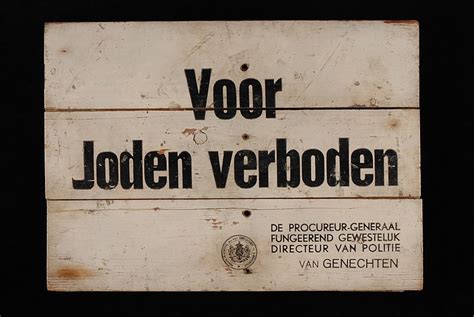 Voor
Joden verboden
DE PROCUREUR-GENERAAL
FUNGEEREND GEWESTELIJK
DIRECTEUR VAN POLITIE
VAN GENECHTEN